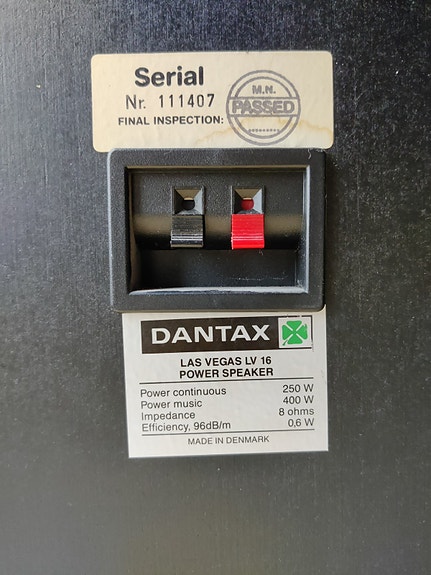 Serial
Nr. 111407
FINAL INSPECTION:
M.N.
PASSED
DANTAX
LAS VEGAS LV 16
POWER SPEAKER
Power continuous 250 W
Power music 400 W
Impedance 8 ohms
Efficiency, 96dB/m 0,6 W
MADE IN DENMARK